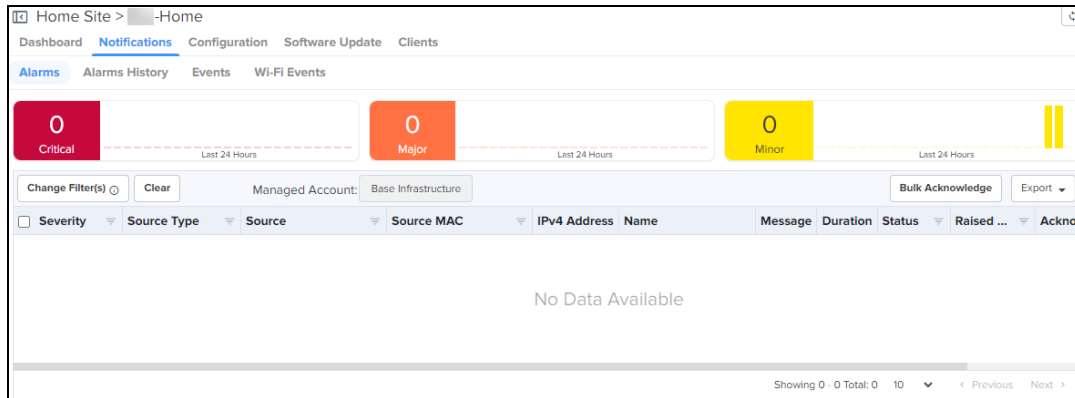 Home Site > -Home
Dashboard Notifications Configuration Software Update Clients
Alarms Alarms History Events Wi-Fi Events
0 0 0
Critical Last 24 Hours Major Last 24 Hours Minor Last 24 Hours
Change Filter(s) Clear Managed Account: Base Infrastructure Bulk Acknowledge Export
Severity Source Type Source Source MAC IPv4 Address Name Message Duration Status Raised ... Ackno
No Data Available
Showing 0 - 0 Total: 0 10 < Previous Next >